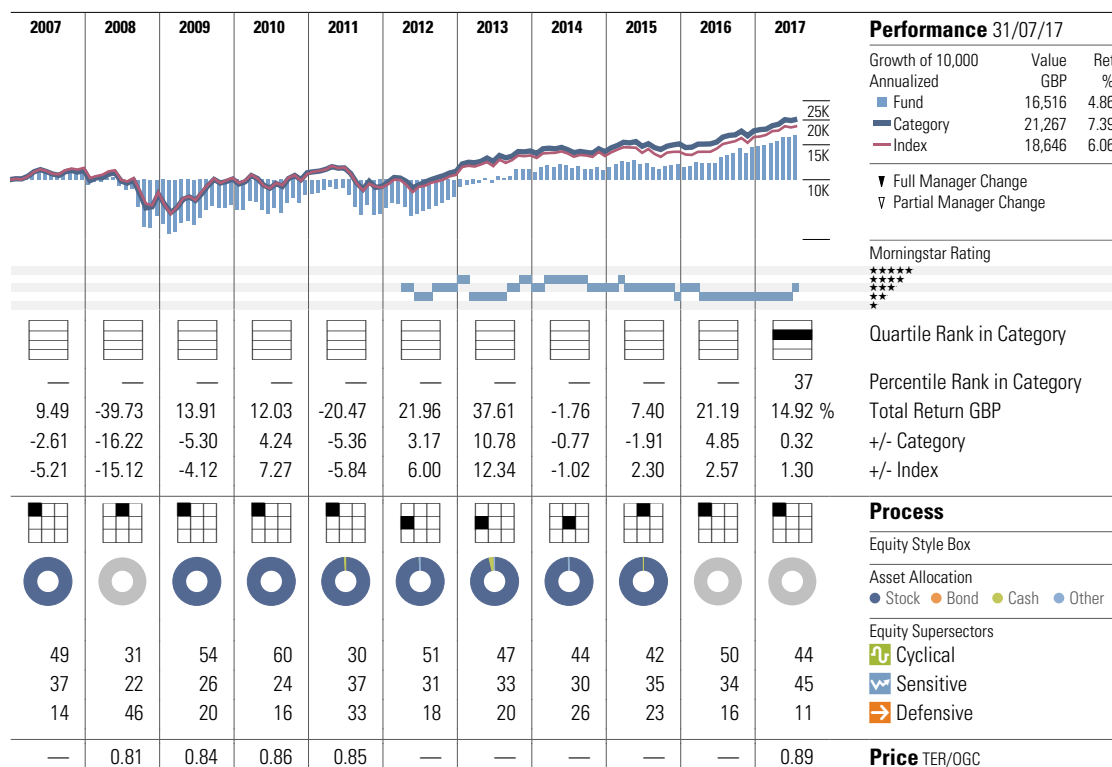 2007 2008 2009 2010 2011 2012 2013 2014 2015 2016 2017 Performance 31/07/17
Growth of 10,000 Value Ret
Annualized GBP %
Fund 16,516 4.86
Category 21,267 7.39
Index 18,646 6.06
25K
20K
15K
10K
Full Manager Change
Partial Manager Change
Morningstar Rating
★★★★★
★★★★
★★★
★★
★
Quartile Rank in Category
— — — — — — — — — — 37 Percentile Rank in Category
9.49 -39.73 13.91 12.03 -20.47 21.96 37.61 -1.76 7.40 21.19 14.92 % Total Return GBP
-2.61 -16.22 -5.30 4.24 -5.36 3.17 10.78 -0.77 -1.91 4.85 0.32 +/- Category
-5.21 -15.12 -4.12 7.27 -5.84 6.00 12.34 -1.02 2.30 2.57 1.30 +/- Index
Process
Equity Style Box
Asset Allocation
Stock Bond Cash Other
Equity Supersectors
49 31 54 60 30 51 47 44 42 50 44 Cyclical
37 22 26 24 37 31 33 30 35 34 45 Sensitive
14 46 20 16 33 18 20 26 23 16 11 Defensive
— 0.81 0.84 0.86 0.85 — — — — — 0.89 Price TER/OGC